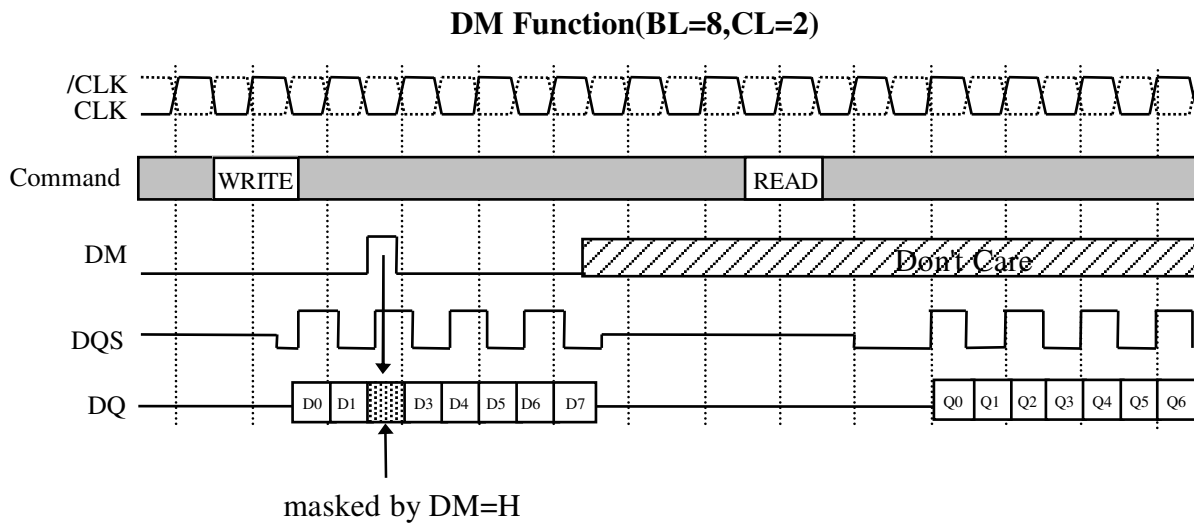 DM Function(BL=8,CL=2)
/CLK
CLK
Command WRITE READ
DM Don't Care
DQS
DQ D0 D1 D3 D4 D5 D6 D7 Q0 Q1 Q2 Q3 Q4 Q5 Q6
masked by DM=H